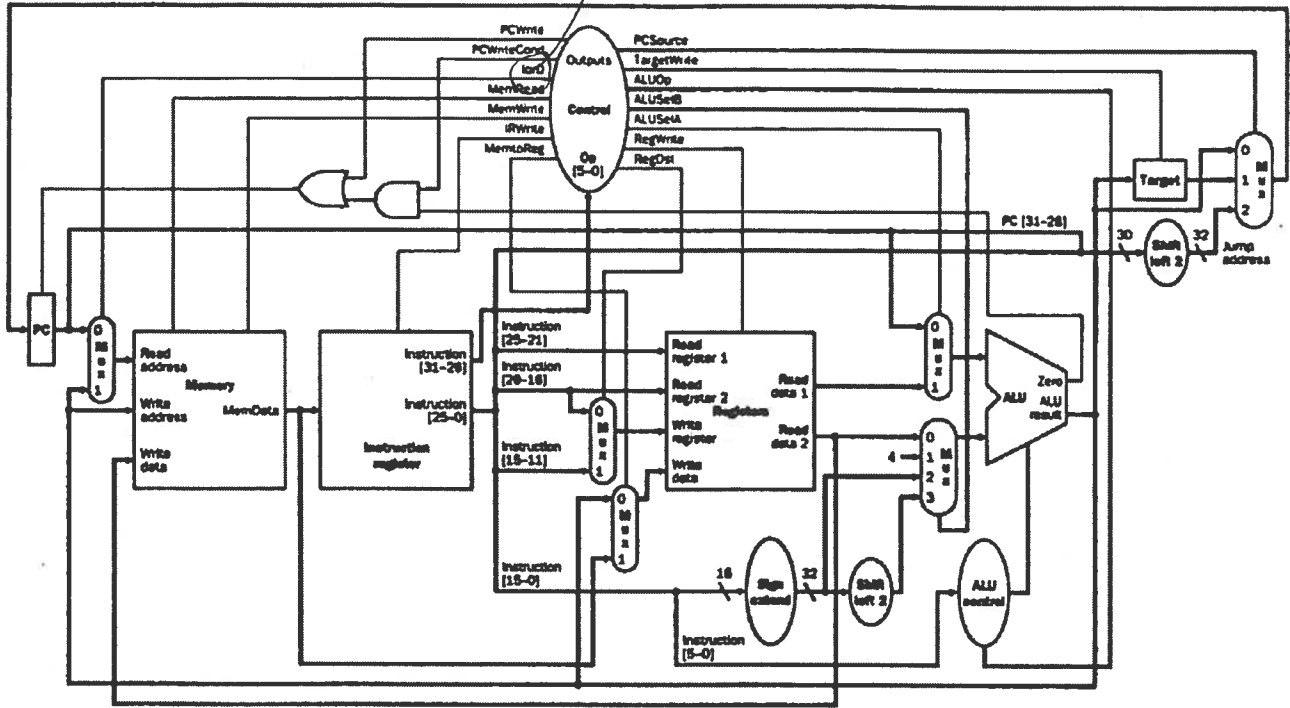 PCWrite
PCWriteCond
IorD
MemRead
MemWrite
IRWrite
MemtoReg
Outputs
Control
Op
[5–0]
PCSource
TargetWrite
ALUOp
ALUSelB
ALUSelA
RegWrite
RegDst
0
1
2
M
u
x
Target
PC [31–28]
30
Shift
left 2
32
Jump
address
PC
0
M
u
x
1
Read
address
Memory
Write
address
MemData
Write
data
Instruction
[31–26]
Instruction
[25–0]
Instruction
register
Instruction
[25–21]
Instruction
[20–16]
Instruction
[15–11]
Instruction
[15–0]
0
M
u
x
1
0
M
u
x
1
Read
register 1
Read
register 2
Registers
Write
register
Write
data
Read
data 1
Read
data 2
0
M
u
x
1
4
0
1
2
3
M
u
x
Zero
ALU
ALU
result
16
Sign
extend
32
Shift
left 2
ALU
control
Instruction
[5–0]